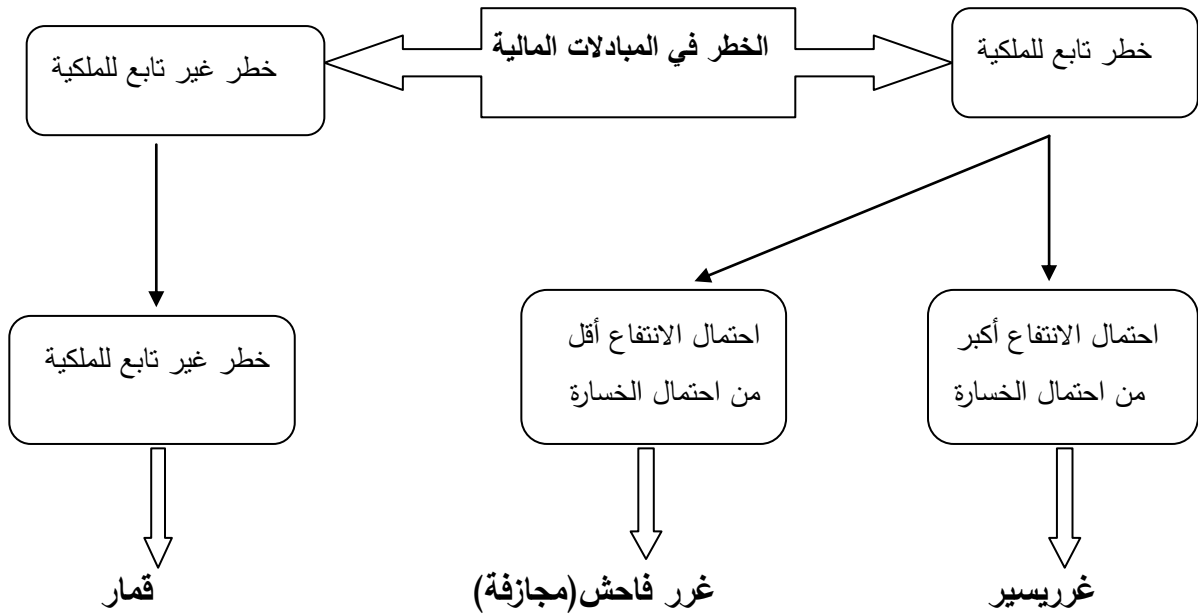 الخطر في المبادلات المالية
خطر تابع للملكية
خطر غير تابع للملكية
احتمال الانتفاع أكبر
من احتمال الخسارة
احتمال الانتفاع أقل
من احتمال الخسارة
خطر غير تابع للملكية
غرريسير
غرر فاحش(مجازفة)
قمار